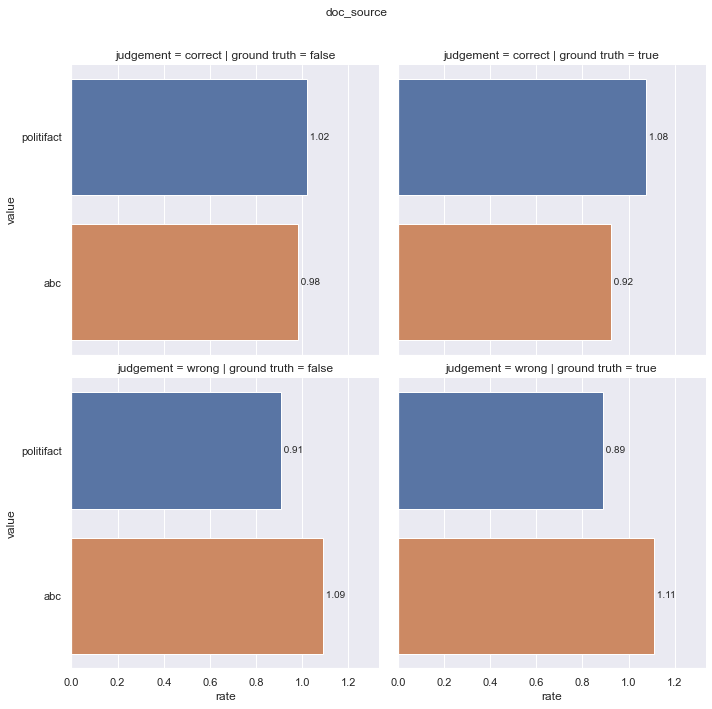 doc_source
judgement = correct | ground truth = false
judgement = correct | ground truth = true
politifact
1.02
1.08
value
abc
0.98
0.92
judgement = wrong | ground truth = false
judgement = wrong | ground truth = true
politifact
0.91
0.89
value
abc
1.09
1.11
0.0 0.2 0.4 0.6 0.8 1.0 1.2
0.0 0.2 0.4 0.6 0.8 1.0 1.2
rate
rate